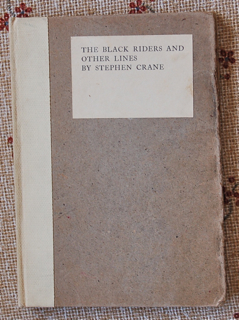 THE BLACK RIDERS AND
OTHER LINES
BY STEPHEN CRANE